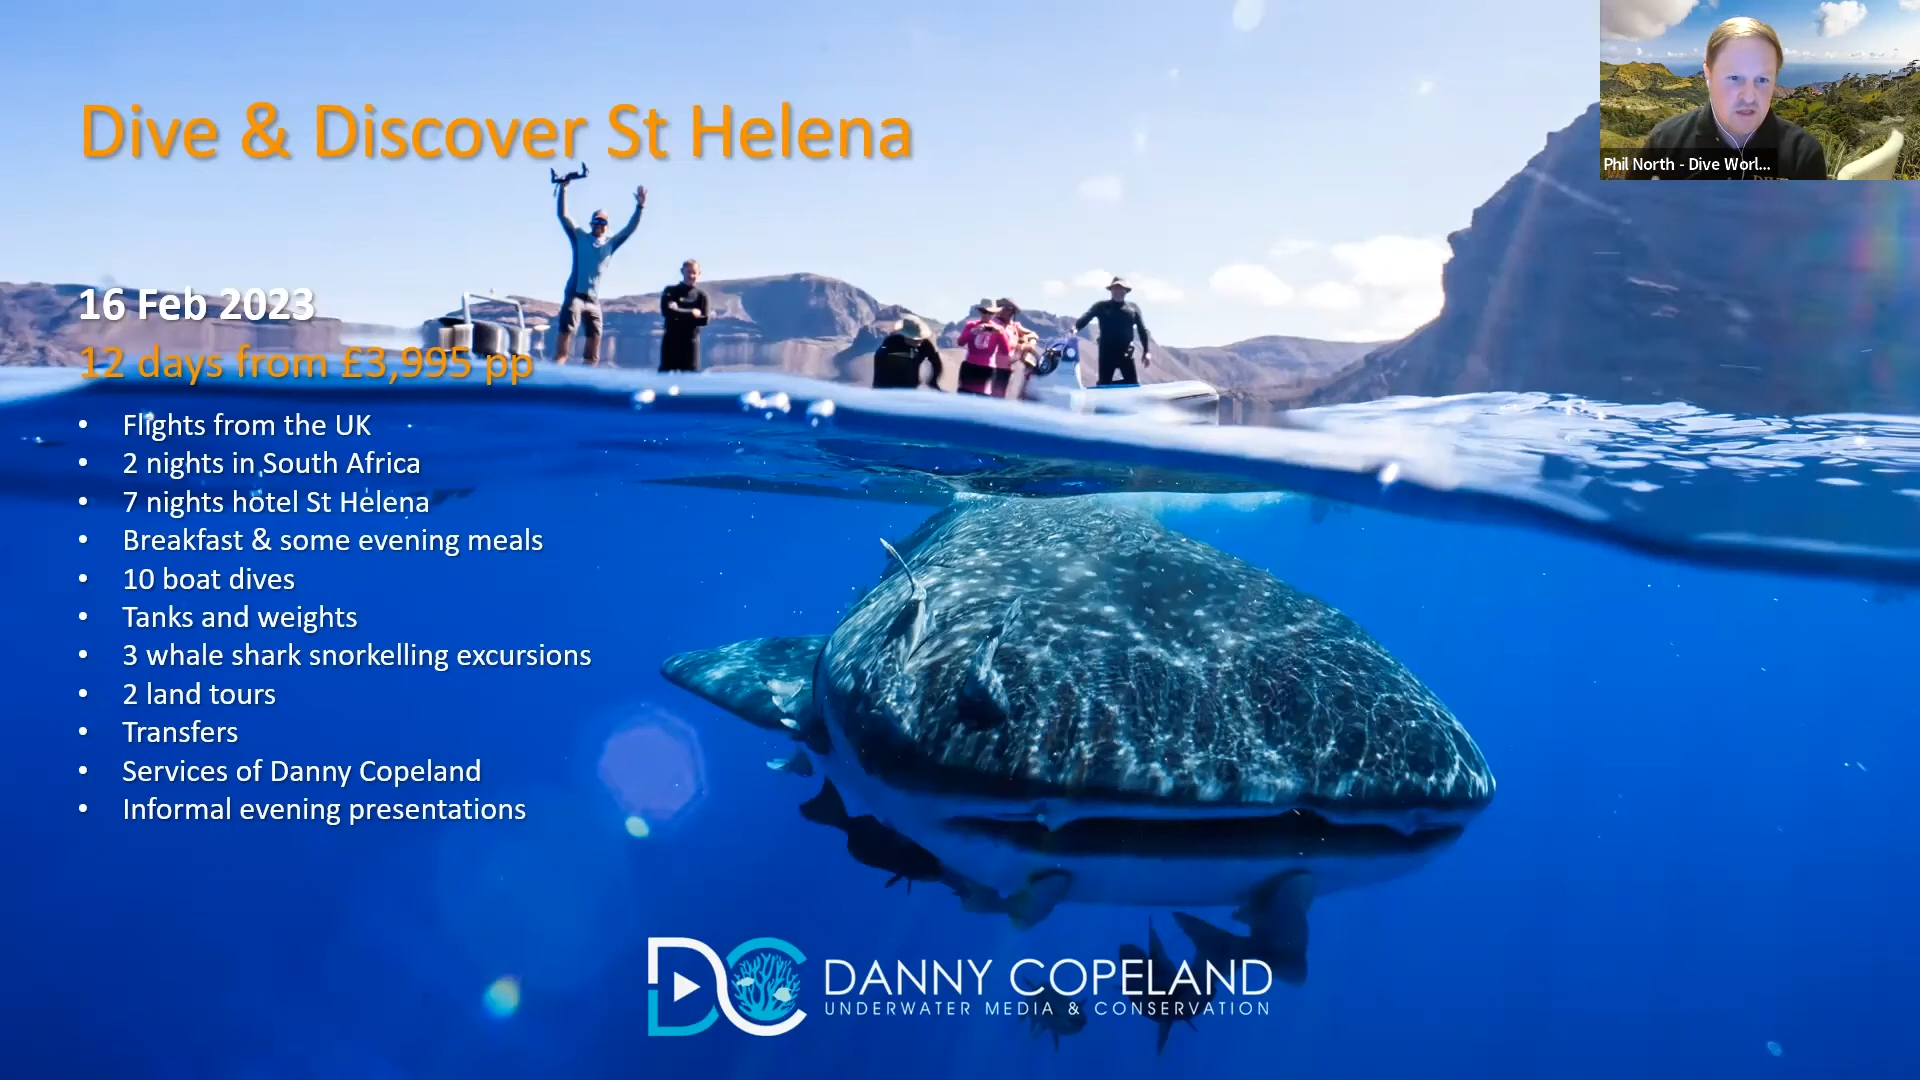 Dive & Discover St Helena
Phil North - Dive Worl...
16 Feb 2023
12 days from £3,995 pp
• Flights from the UK
• 2 nights in South Africa
• 7 nights hotel St Helena
• Breakfast & some evening meals
• 10 boat dives
• Tanks and weights
• 3 whale shark snorkelling excursions
• 2 land tours
• Transfers
• Services of Danny Copeland
• Informal evening presentations
DC DANNY COPELAND
UNDERWATER MEDIA & CONSERVATION